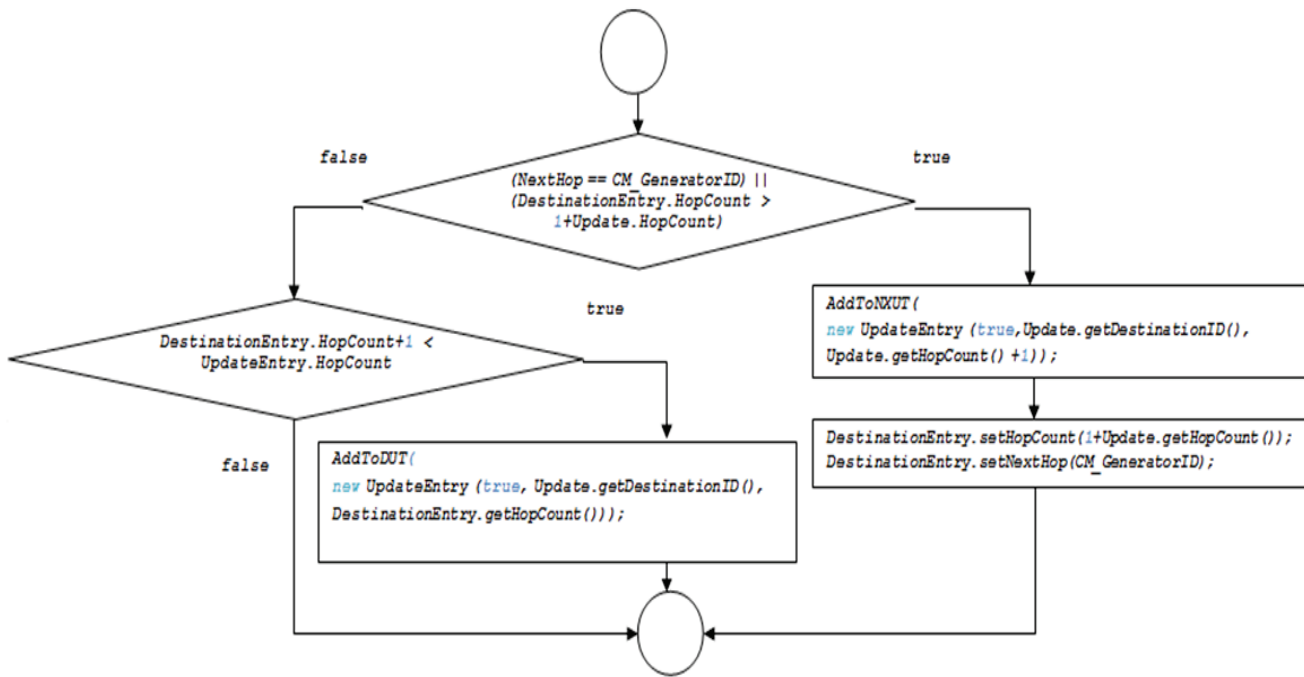 false
true
(NextHop == CM_GeneratorID) ||
(DestinationEntry.HopCount >
1+Update.HopCount)
true
DestinationEntry.HopCount+1 <
UpdateEntry.HopCount
AddToNXUT(
new UpdateEntry (true,Update.getDestinationID(),
Update.getHopCount() +1));
false
AddToDUT(
new UpdateEntry (true, Update.getDestinationID(),
DestinationEntry.getHopCount()));
DestinationEntry.setHopCount(1+Update.getHopCount());
DestinationEntry.setNextHop(CM_GeneratorID);